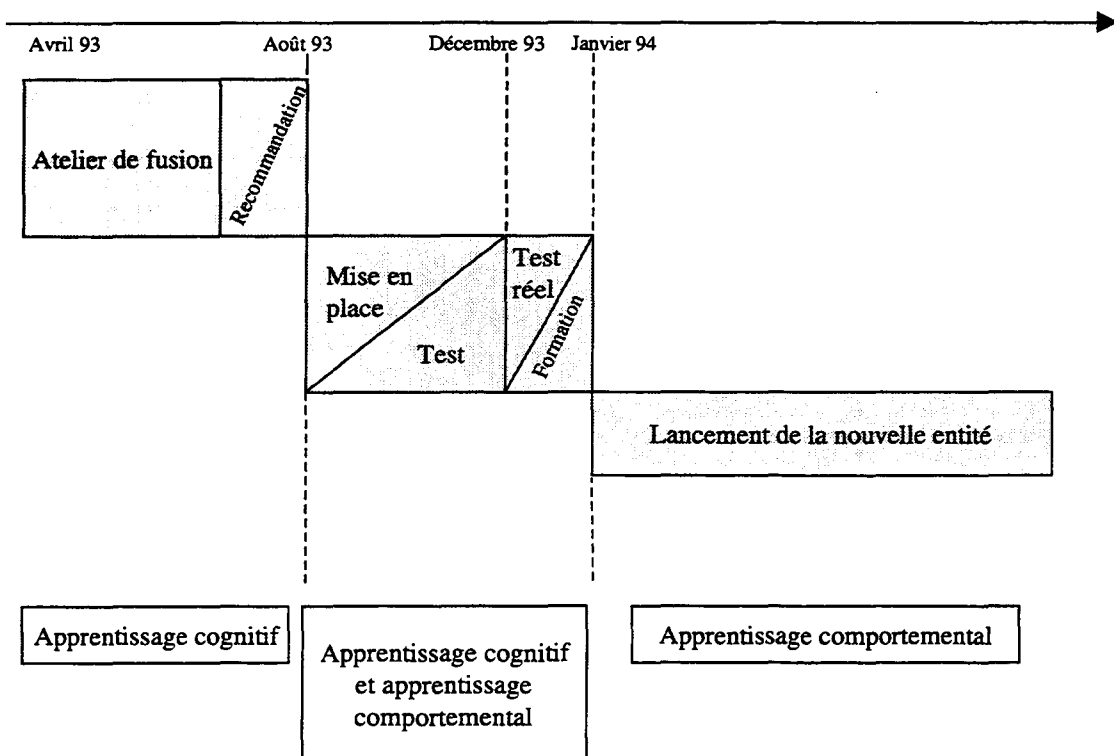 Avril 93 Août 93 Décembre 93 Janvier 94
Atelier de fusion
Recommandation
Mise en
place
Test
Test
réel
Formation
Lancement de la nouvelle entité
Apprentissage cognitif
Apprentissage cognitif
et apprentissage
comportemental
Apprentissage comportemental